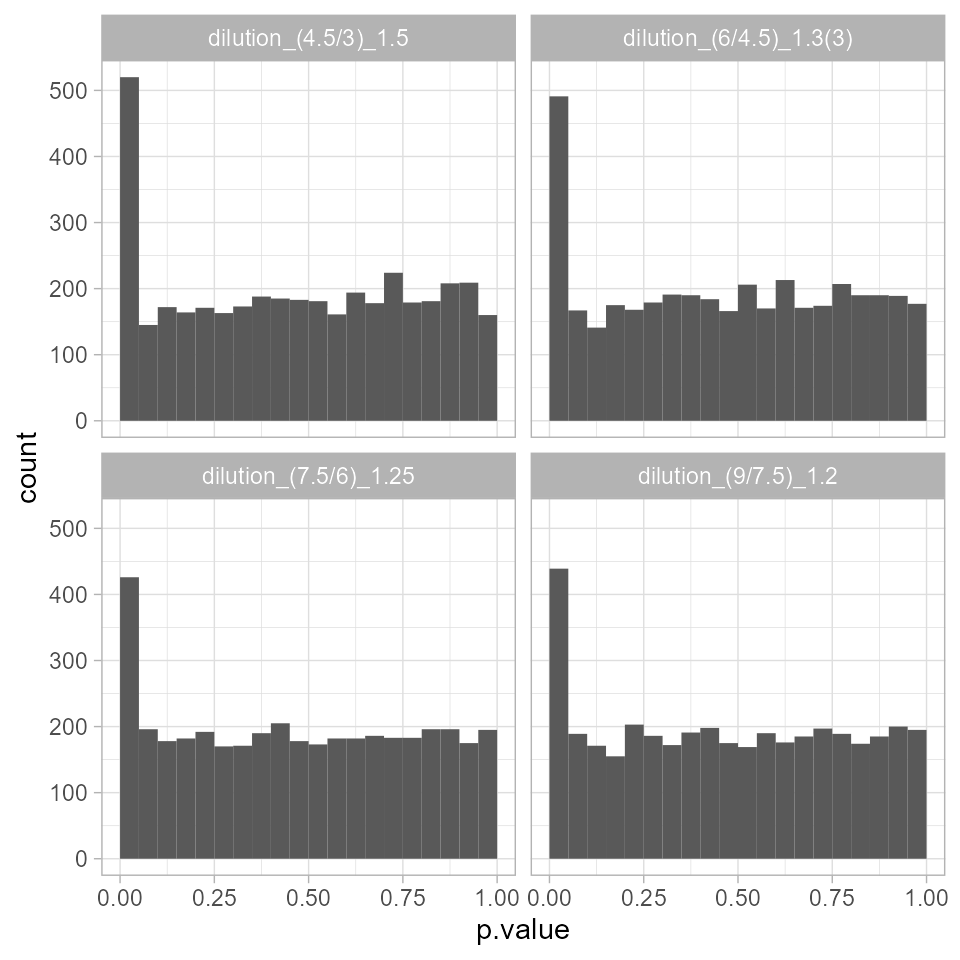 dilution_(4.5/3)_1.5
dilution_(6/4.5)_1.3(3)
500
400
300
200
100
0
count
dilution_(7.5/6)_1.25
dilution_(9/7.5)_1.2
500
400
300
200
100
0
0.00 0.25 0.50 0.75 1.00
0.00 0.25 0.50 0.75 1.00
p.value